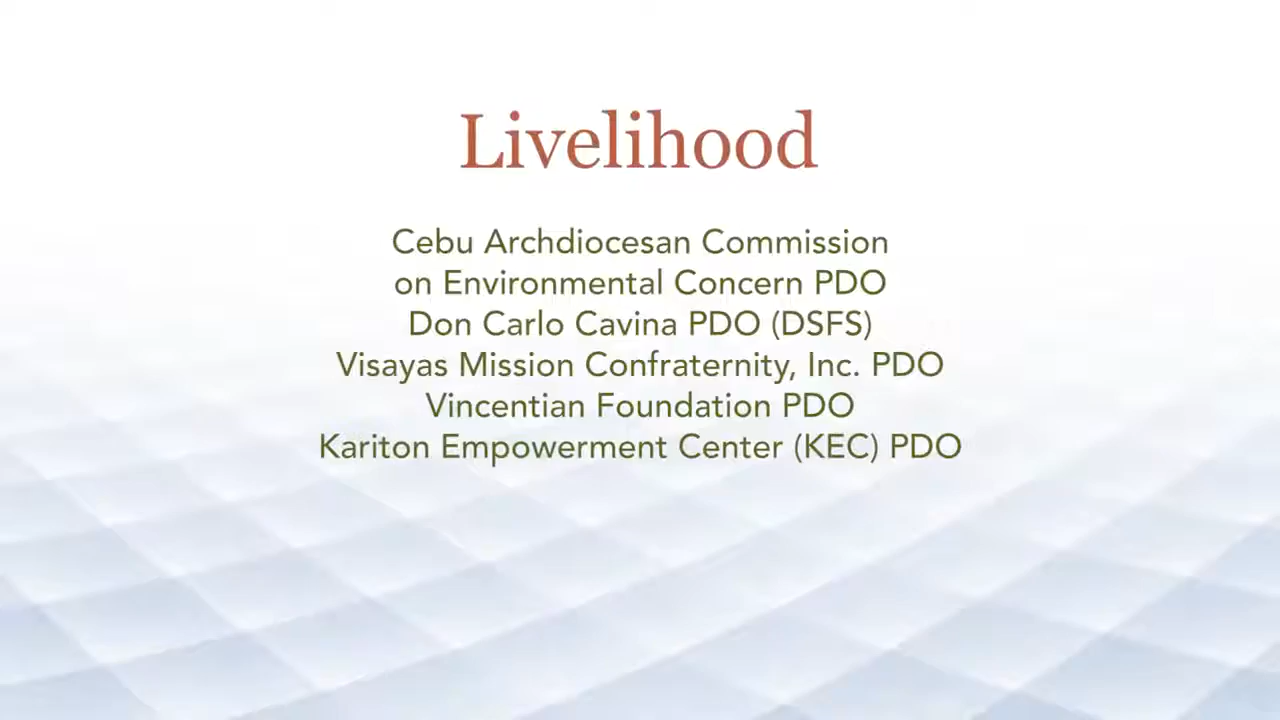 Livelihood
Cebu Archdiocesan Commission
on Environmental Concern PDO
Don Carlo Cavina PDO (DSFS)
Visayas Mission Confraternity, Inc. PDO
Vincentian Foundation PDO
Kariton Empowerment Center (KEC) PDO